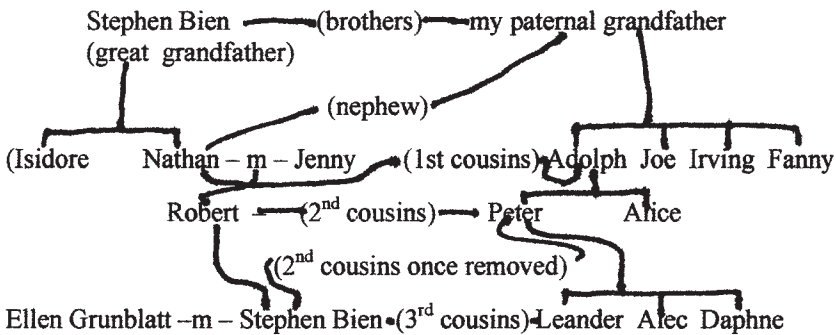 Stephen Bien (brothers) my paternal grandfather
(great grandfather)
(nephew)
(Isidore Nathan – m – Jenny (1st cousins) Adolph Joe Irving Fanny
Robert – (2nd cousins) Peter Alice
(2nd cousins once removed)
Ellen Grunblatt –m – Stephen Bien (3rd cousins) Leander Alec Daphne